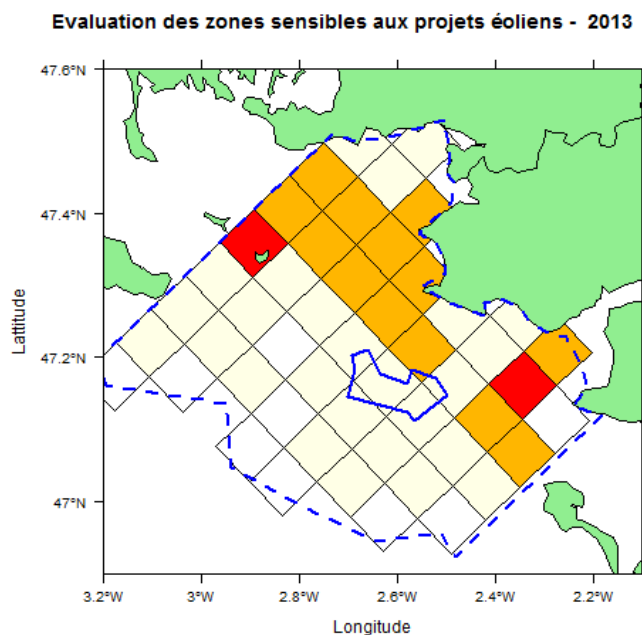 Evaluation des zones sensibles aux projets éoliens - 2013
47.6°N
47.4°N
47.2°N
47°N
Lattitude
3.2°W 3°W 2.8°W 2.6°W 2.4°W 2.2°W
Longitude